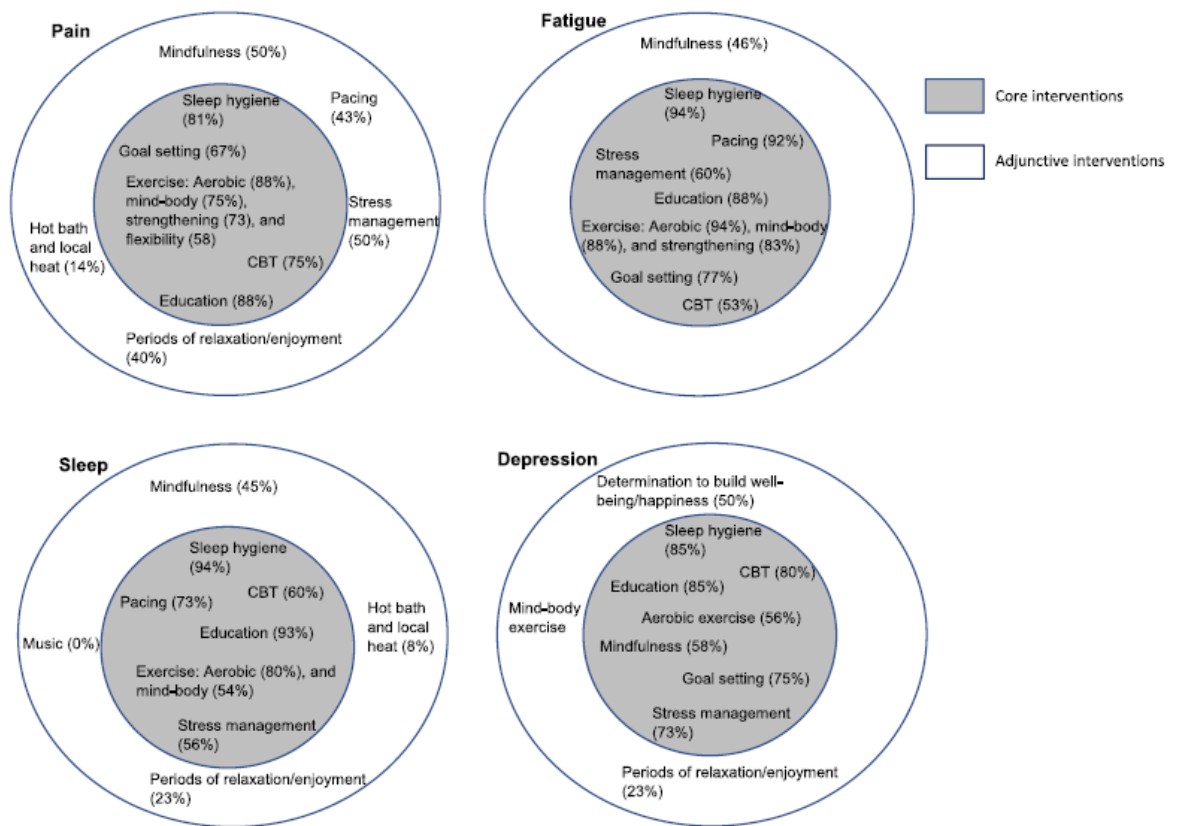 Pain
Mindfulness (50%)
Sleep hygiene
(81%)
Pacing
(43%)
Goal setting (67%)
Exercise: Aerobic (88%),
mind-body (75%),
strengthening (73), and
flexibility (58)
Stress
management
(50%)
Hot bath
and local
heat (14%)
CBT (75%)
Education (88%)
Periods of relaxation/enjoyment
(40%)
Fatigue
Mindfulness (46%)
Sleep hygiene
(94%)
Pacing (92%)
Stress
management (60%)
Education (88%)
Exercise: Aerobic (94%), mind-body
(88%), and strengthening (83%)
Goal setting (77%)
CBT (53%)
Core interventions
Adjunctive interventions
Sleep
Mindfulness (45%)
Sleep hygiene
(94%)
CBT (60%)
Pacing (73%)
Hot bath
and local
heat (8%)
Education (93%)
Music (0%)
Exercise: Aerobic (80%), and
mind-body (54%)
Stress management
(56%)
Periods of relaxation/enjoyment
(23%)
Depression
Determination to build well-
being/happiness (50%)
Sleep hygiene
(85%)
CBT (80%)
Education (85%)
Mind-body
exercise
Aerobic exercise (56%)
Mindfulness (58%)
Goal setting (75%)
Stress management
(73%)
Periods of relaxation/enjoyment
(23%)